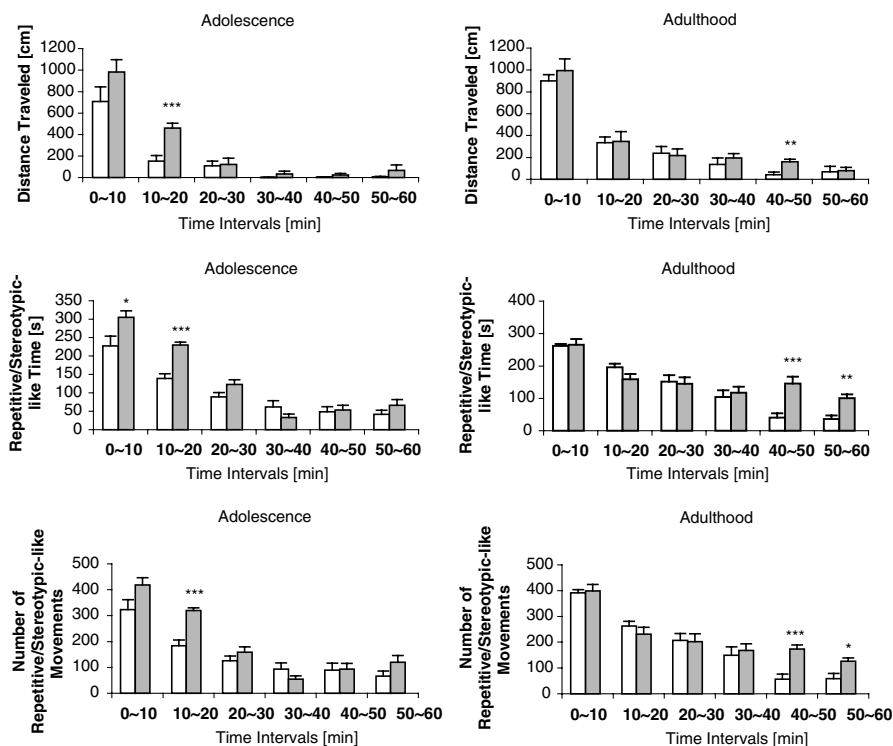 Adolescence
Distance Traveled [cm]
1200
1000
800
600
400
200
0
***
0~10 10~20 20~30 30~40 40~50 50~60
Time Intervals [min]
Adulthood
Distance Traveled [cm]
1200
1000
800
600
400
200
0
**
0~10 10~20 20~30 30~40 40~50 50~60
Time Intervals [min]
Adolescence
Repetitive/Stereotypic-
like Time [s]
350
300
250
200
150
100
50
0
*
***
0~10 10~20 20~30 30~40 40~50 50~60
Time Intervals [min]
Adulthood
Repetitive/Stereotypic-
like Time [s]
400
300
200
100
0
***
**
0~10 10~20 20~30 30~40 40~50 50~60
Time Intervals [min]
Adolescence
Number of
Repetitive/Stereotypic-like
Movements
500
400
300
200
100
0
***
0~10 10~20 20~30 30~40 40~50 50~60
Time Intervals [min]
Adulthood
Number of
Repetitive/Stereotypic-like
Movements
500
400
300
200
100
0
***
*
0~10 10~20 20~30 30~40 40~50 50~60
Time Intervals [min]